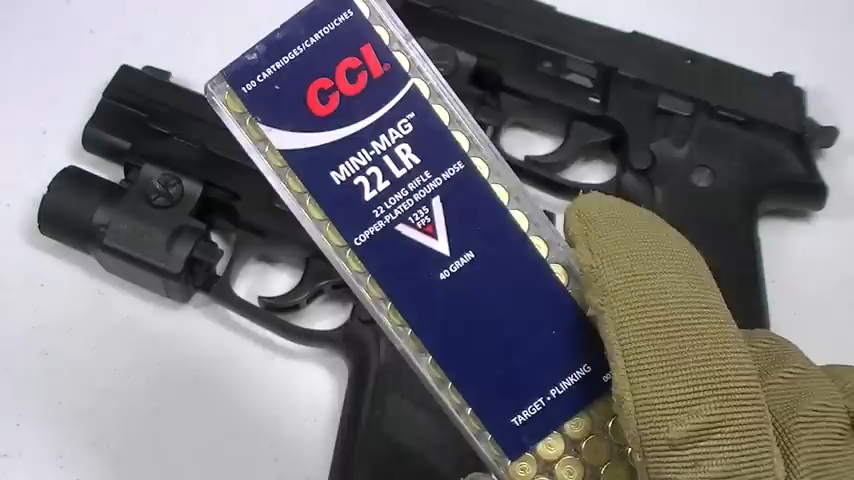 100 CARTRIDGES/CARTOUCHES
CCI®
MINI-MAG™
22 LR
22 LONG RIFLE
COPPER-PLATED ROUND NOSE
1235
FPS
40 GRAIN
TARGET • PLINKING